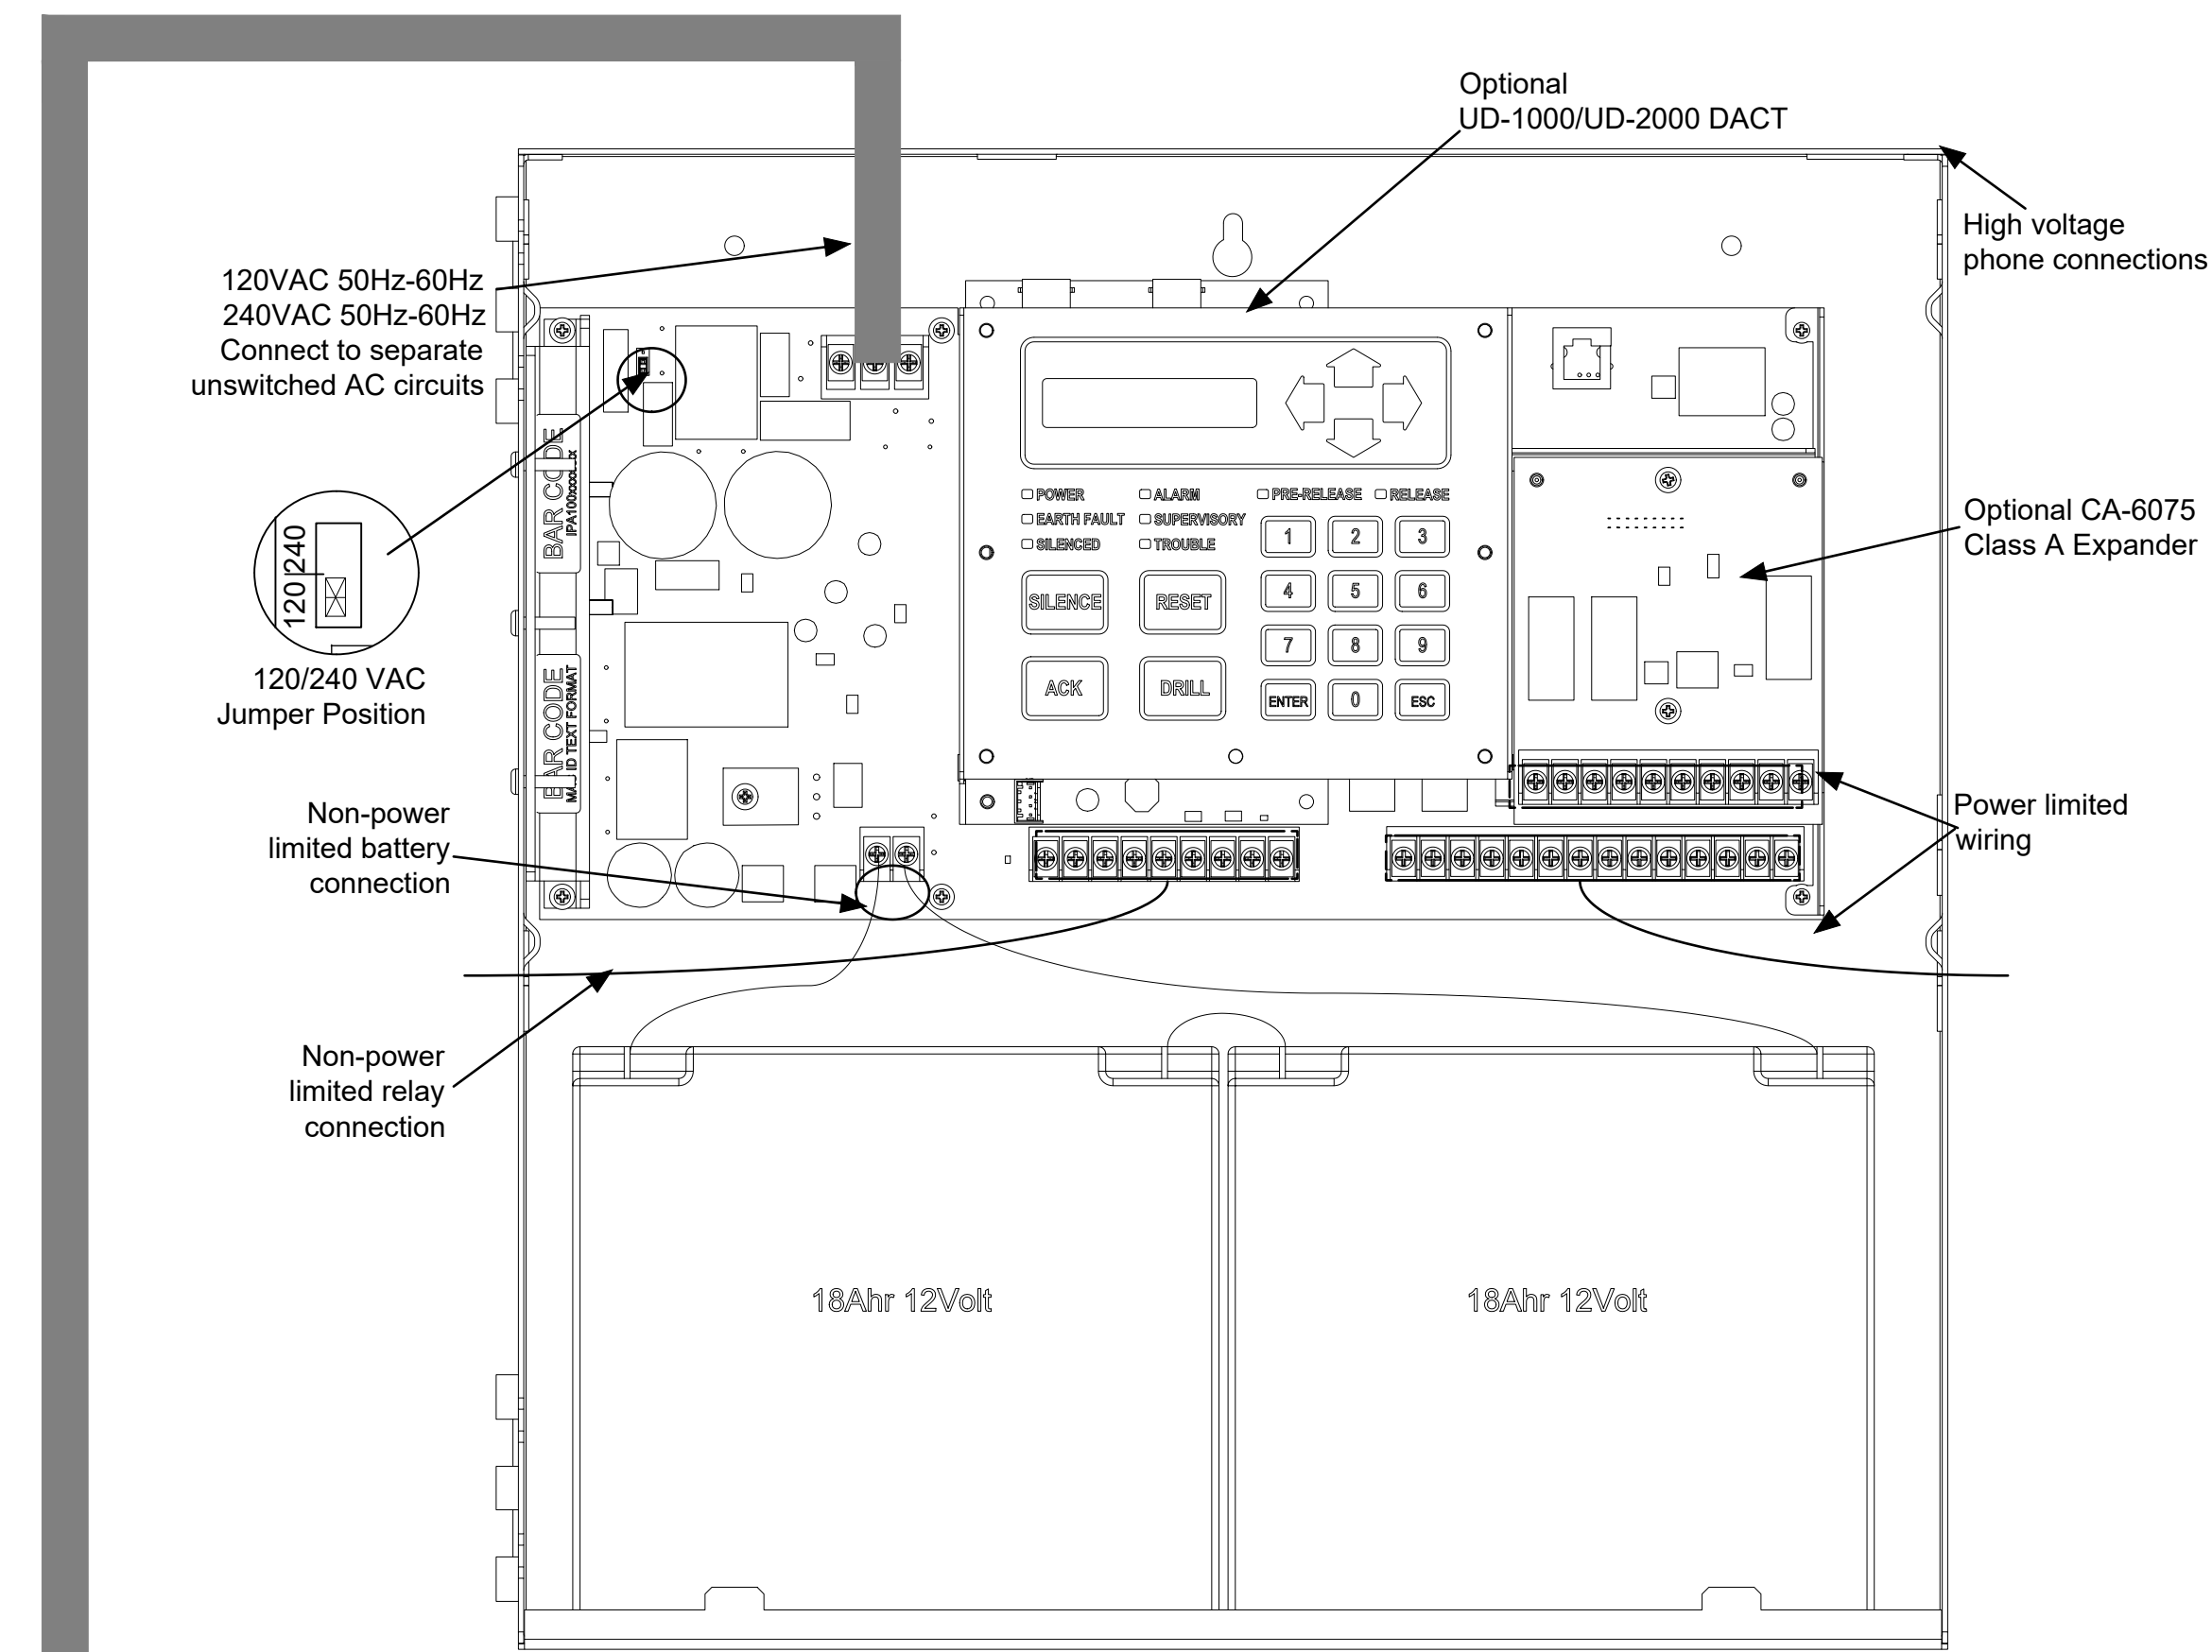 Optional
UD-1000/UD-2000 DACT
High voltage
phone connections
120VAC 50Hz-60Hz
240VAC 50Hz-60Hz
Connect to separate
unswitched AC circuits
120 240
120/240 VAC
Jumper Position
BAR CODE
BAR CODE
MAC ID TEXT FORMAT
POWER ALARM PRE-RELEASE RELEASE
EARTH FAULT SUPERVISORY
SILENCED TROUBLE
1 2 3
SILENCE RESET 4 5 6
7 8 9
ACK DRILL ENTER 0 ESC
Optional CA-6075
Class A Expander
Power limited
wiring
Non-power
limited battery
connection
Non-power
limited relay
connection
18Ahr 12Volt
18Ahr 12Volt